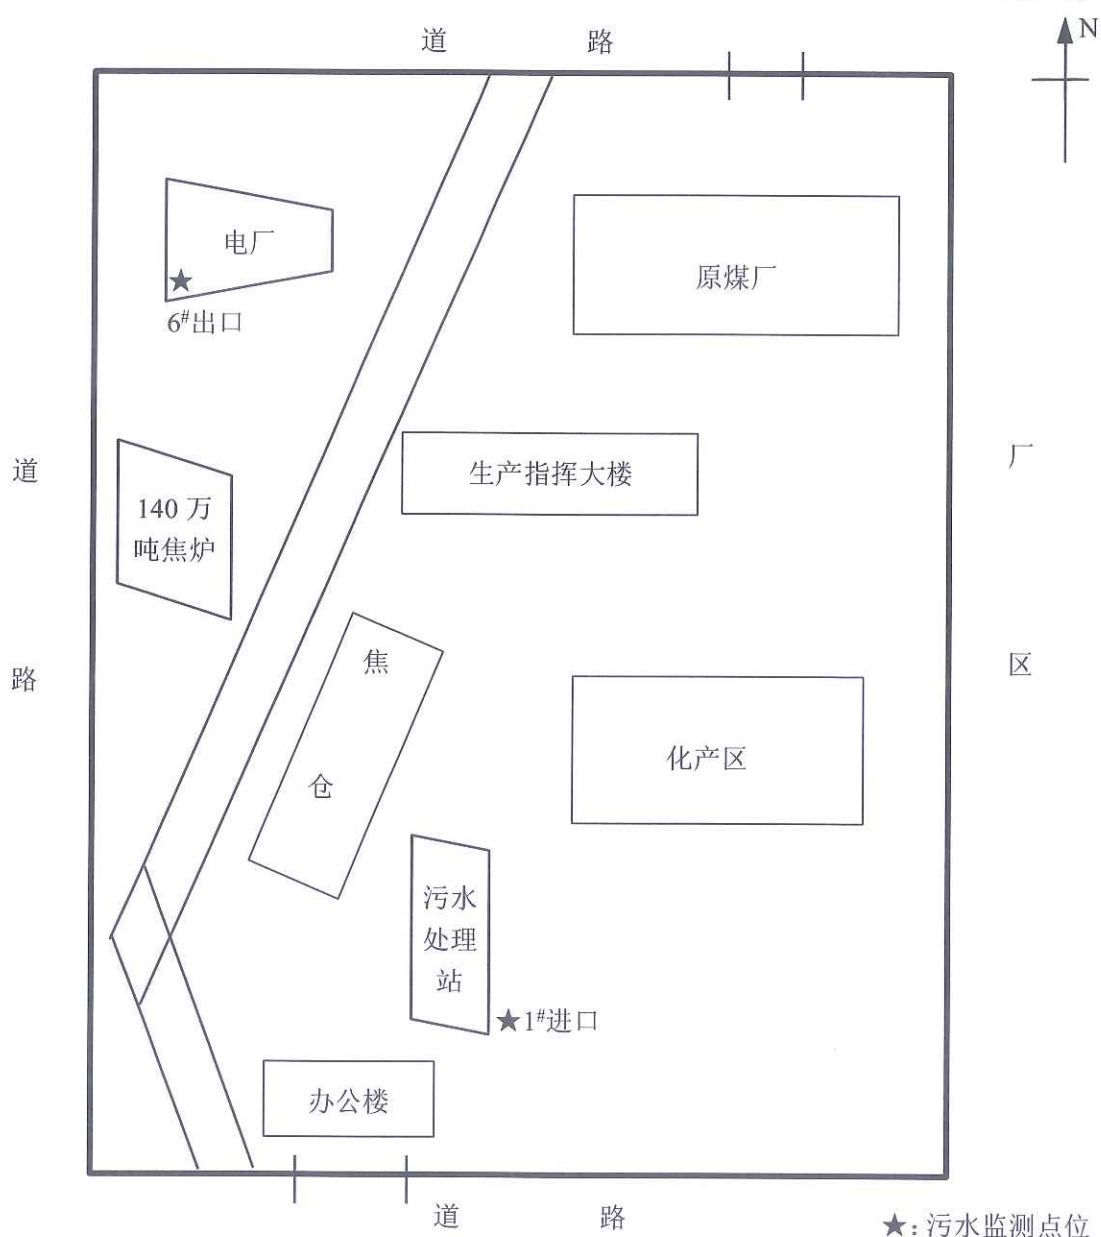 道 路
N
电厂
原煤厂
6#出口
道
路
厂
区
生产指挥大楼
140 万
吨焦炉
焦
仓
化产区
污水
处理
站
★1#进口
办公楼
道 路
★：污水监测点位